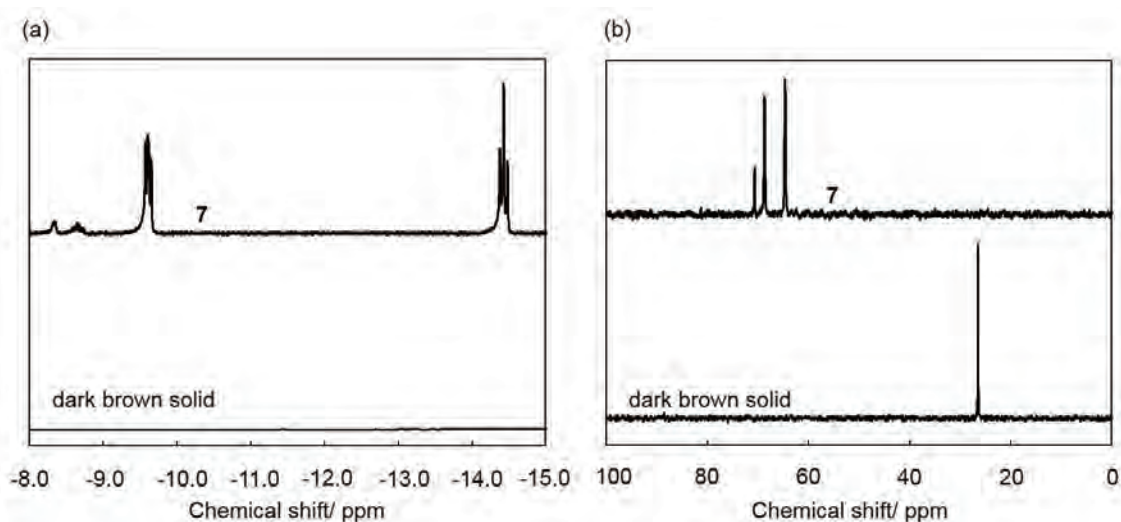 (a)
7
dark brown solid
-8.0 -9.0 -10.0 -11.0 -12.0 -13.0 -14.0 -15.0
Chemical shift/ ppm
(b)
7
dark brown solid
100 80 60 40 20 0
Chemical shift/ ppm